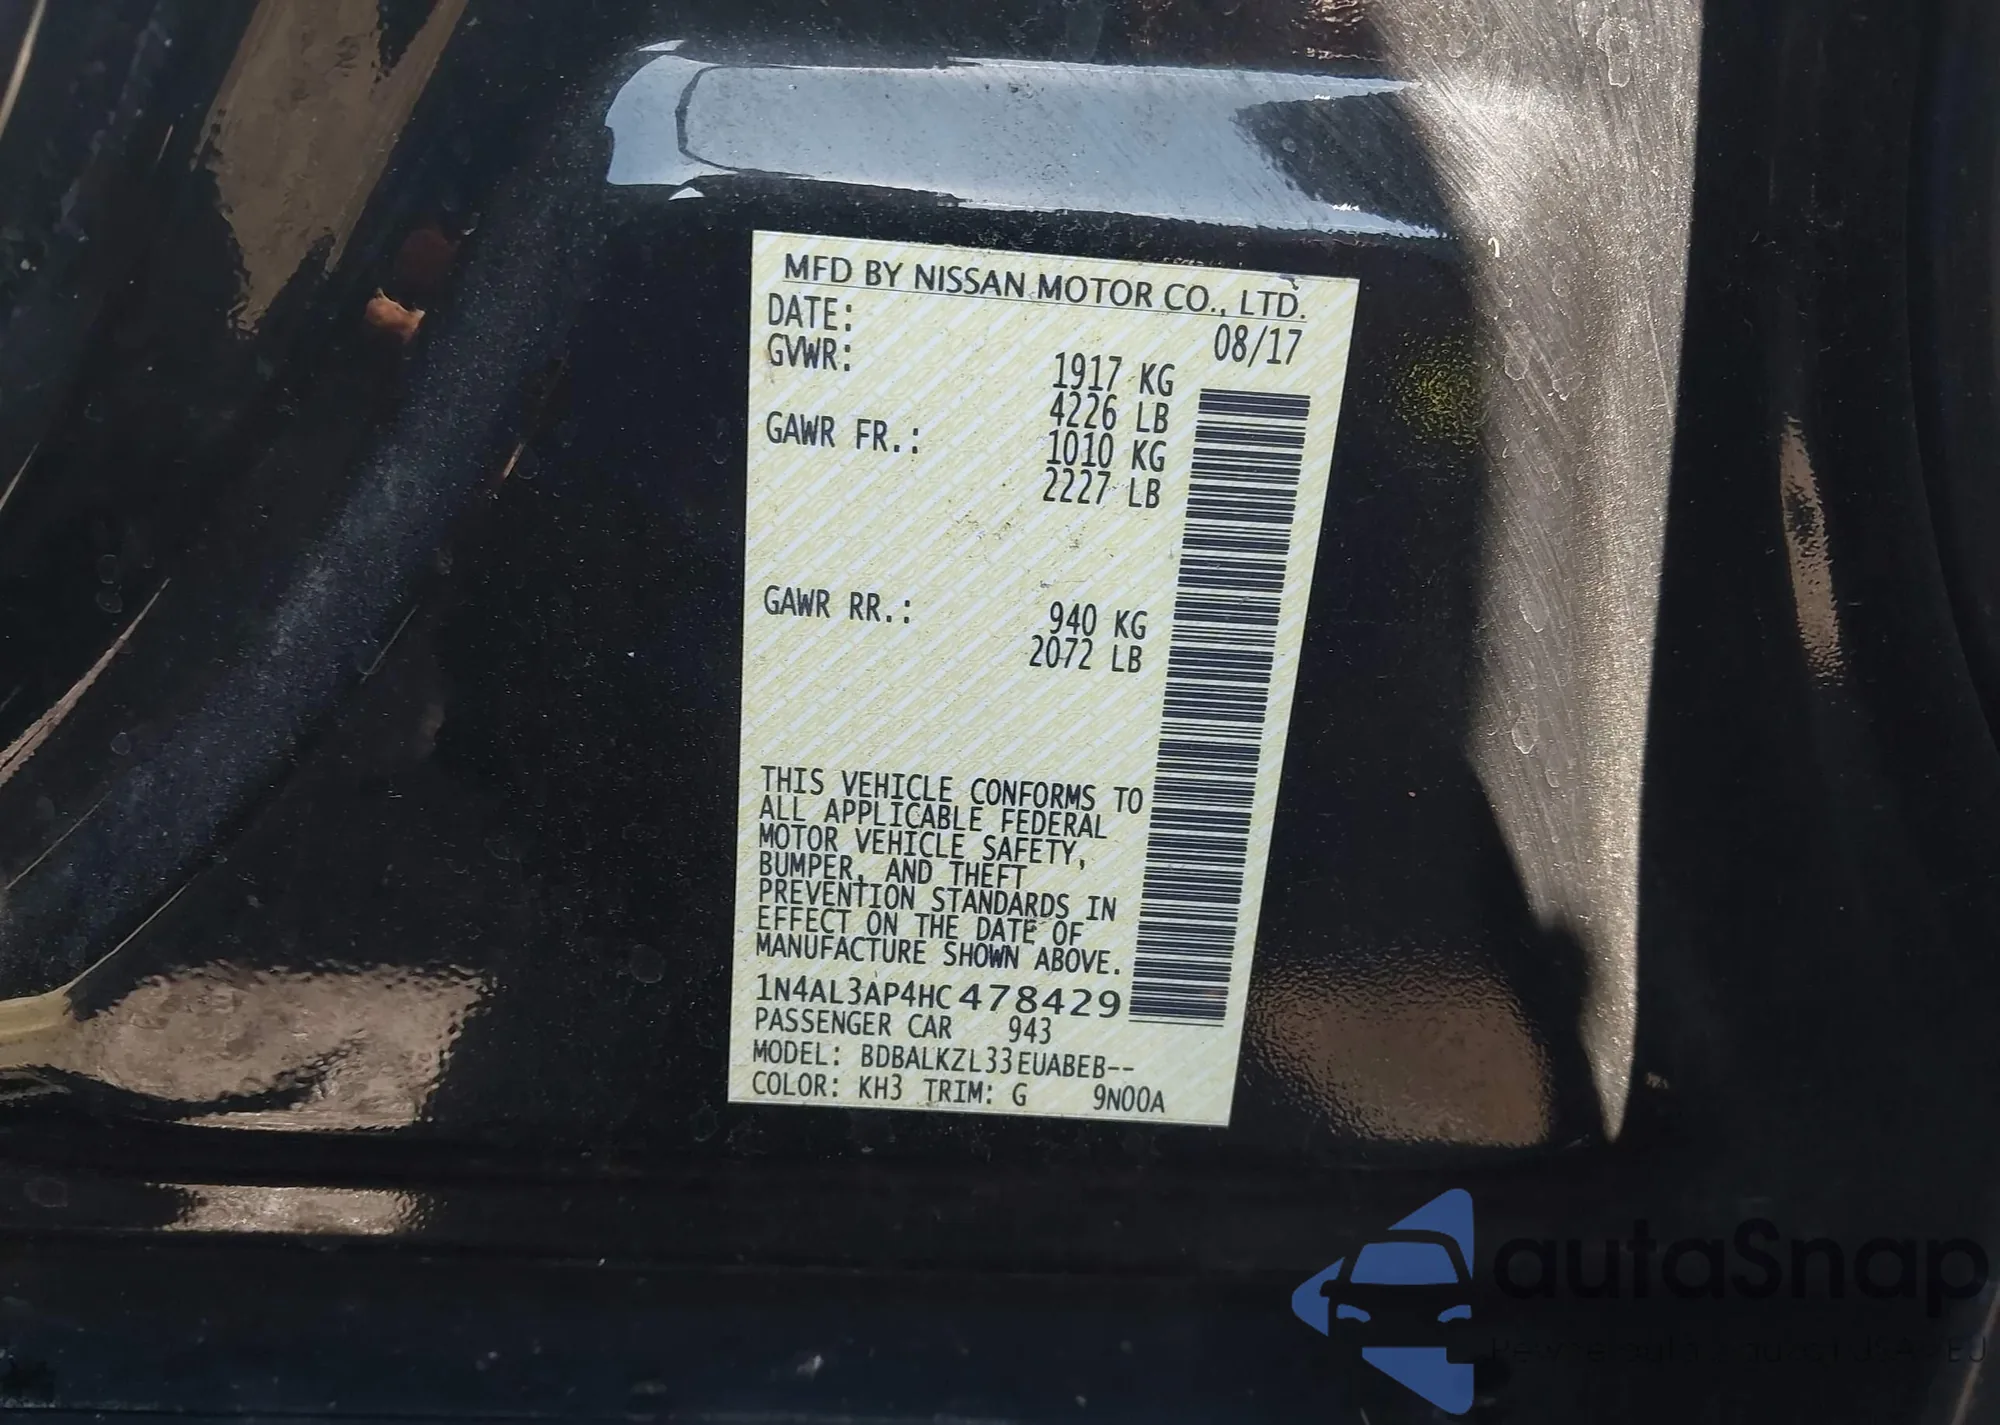 MFD BY NISSAN MOTOR CO., LTD.
DATE: 08/17
GVWR: 1917 KG
4226 LB
GAWR FR.: 1010 KG
2227 LB
GAWR RR.: 940 KG
2072 LB
THIS VEHICLE CONFORMS TO
ALL APPLICABLE FEDERAL
MOTOR VEHICLE SAFETY,
BUMPER, AND THEFT
PREVENTION STANDARDS IN
EFFECT ON THE DATE OF
MANUFACTURE SHOWN ABOVE.
1N4AL3AP4HC478429
PASSENGER CAR 943
MODEL: BDBALKZL33EUABEB--
COLOR: KH3 TRIM: G 9N00A
autaSnap